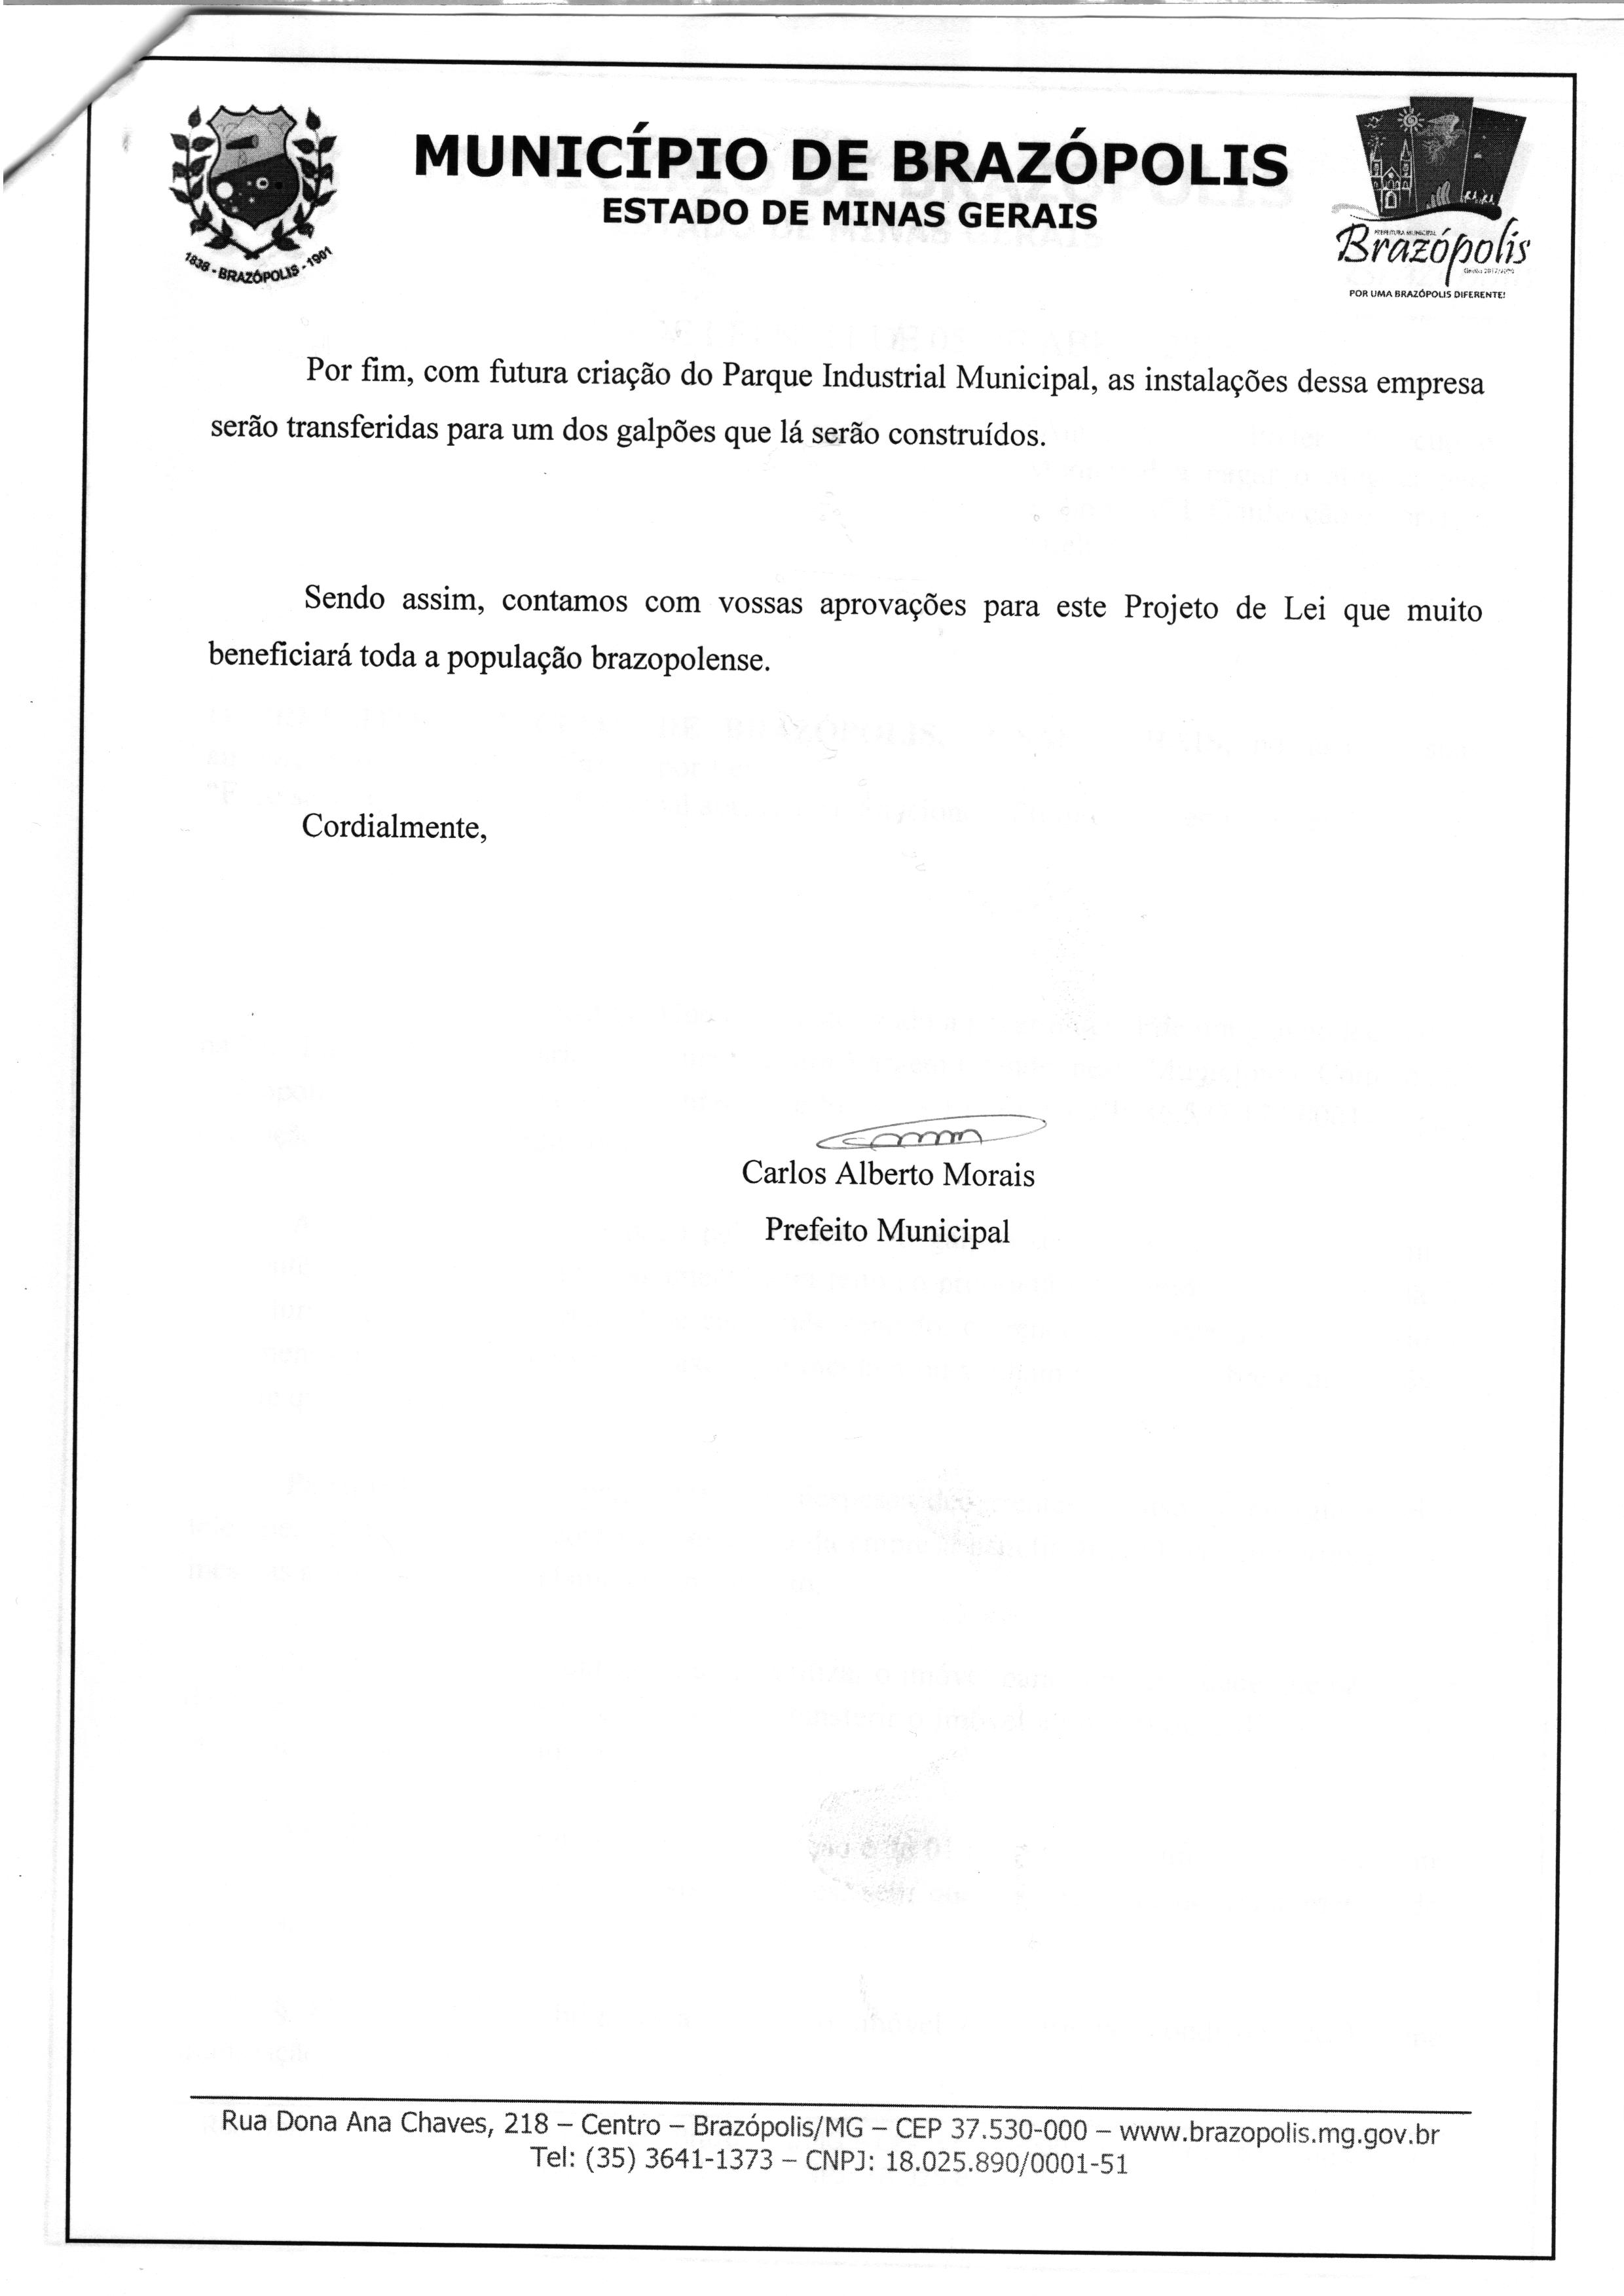 MUNICÍPIO DE BRAZÓPOLIS
ESTADO DE MINAS GERAIS
1838 - BRAZÓPOLIS - 1901
PREFEITURA MUNICIPAL
Brazópolis
POR UMA BRAZÓPOLIS DIFERENTE!
Por fim, com futura criação do Parque Industrial Municipal, as instalações dessa empresa
serão transferidas para um dos galpões que lá serão construídos.
Sendo assim, contamos com vossas aprovações para este Projeto de Lei que muito
beneficiará toda a população brazopolense.
Cordialmente,
Carlos Alberto Morais
Prefeito Municipal
Rua Dona Ana Chaves, 218 – Centro – Brazópolis/MG – CEP 37.530-000 – www.brazopolis.mg.gov.br
Tel: (35) 3641-1373 – CNPJ: 18.025.890/0001-51